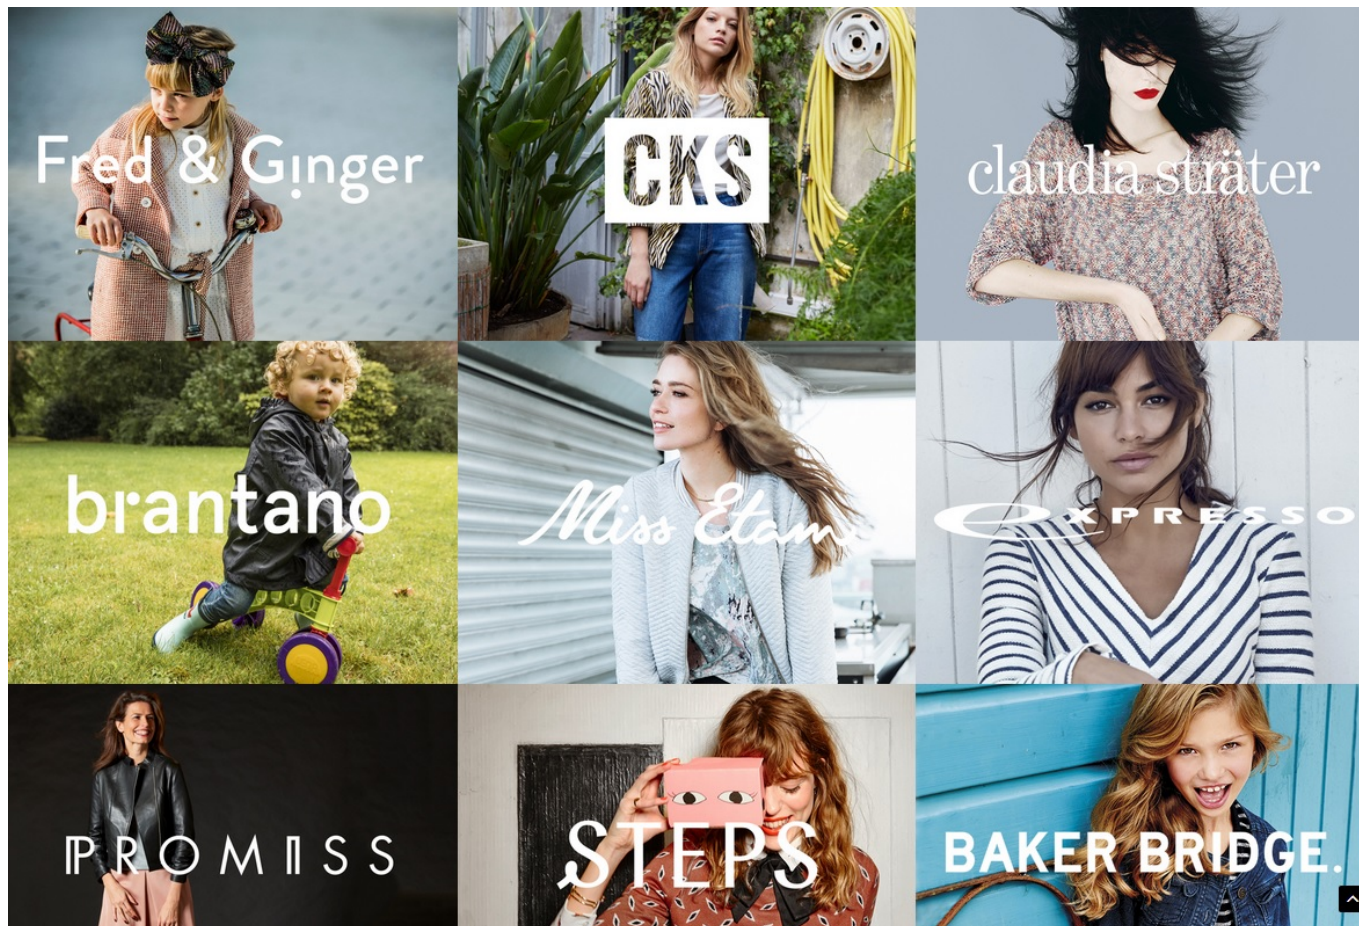 Fred & Ginger
CKS
claudia sträter
brantano
Miss Etam
expresso
PROMISS
STEPS
BAKER BRIDGE.